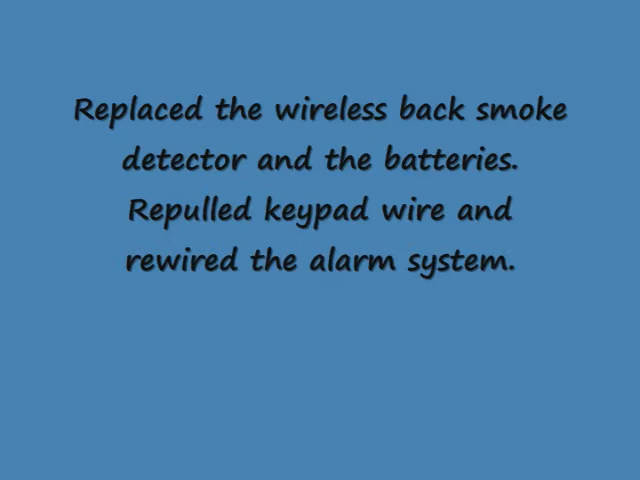 Replaced the wireless back smoke
detector and the batteries.
Repulled keypad wire and
rewired the alarm system.